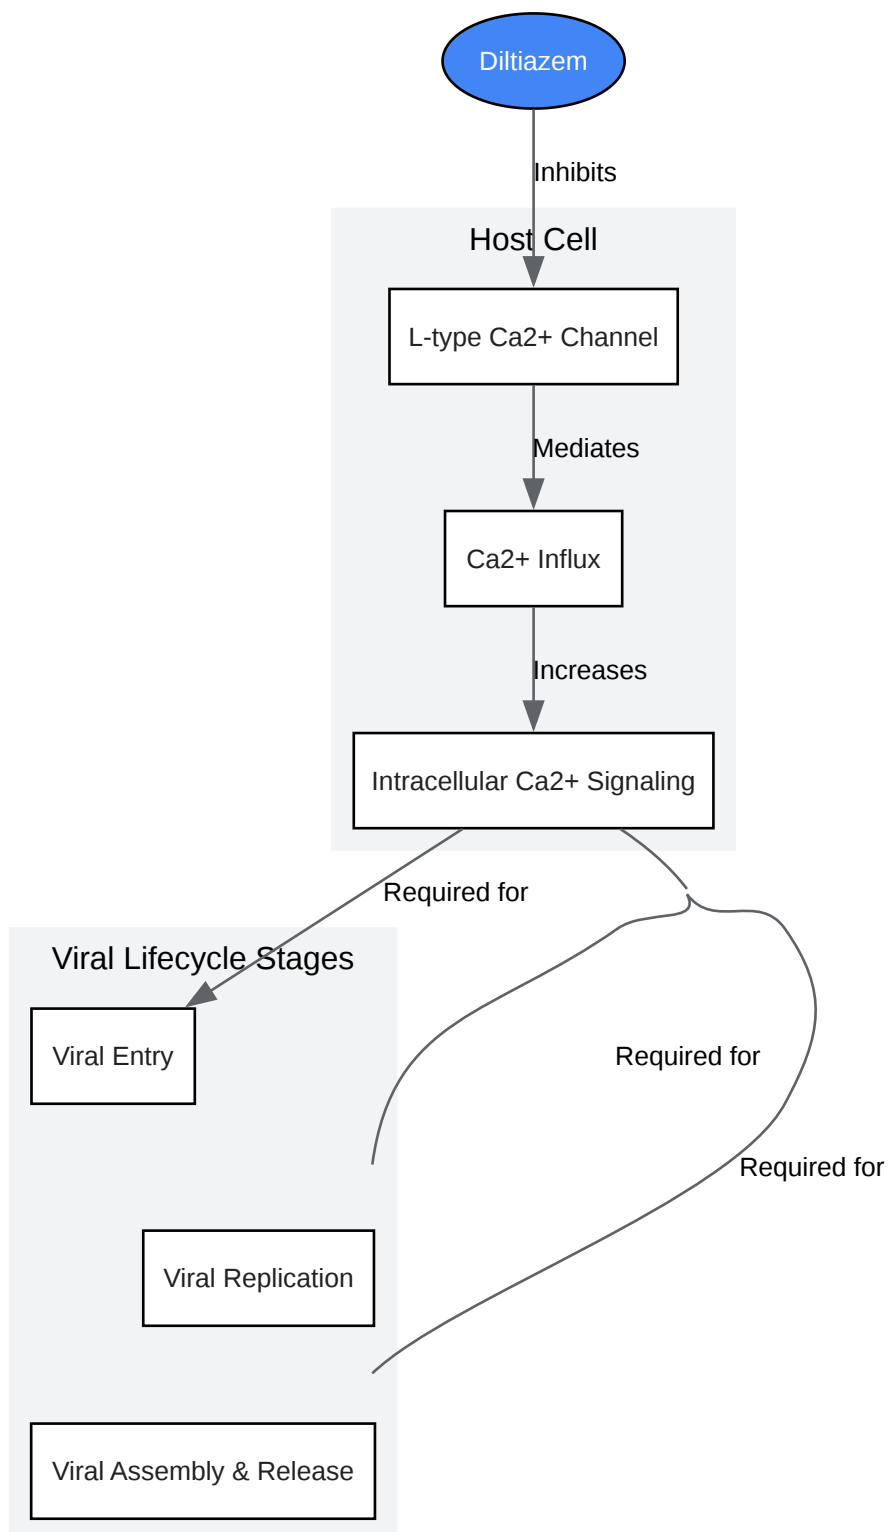 Diltiazem
Inhibits
Host Cell
L-type Ca2+ Channel
Mediates
Ca2+ Influx
Increases
Intracellular Ca2+ Signaling
Required for
Viral Lifecycle Stages
Viral Entry
Required for
Required for
Viral Replication
Viral Assembly & Release